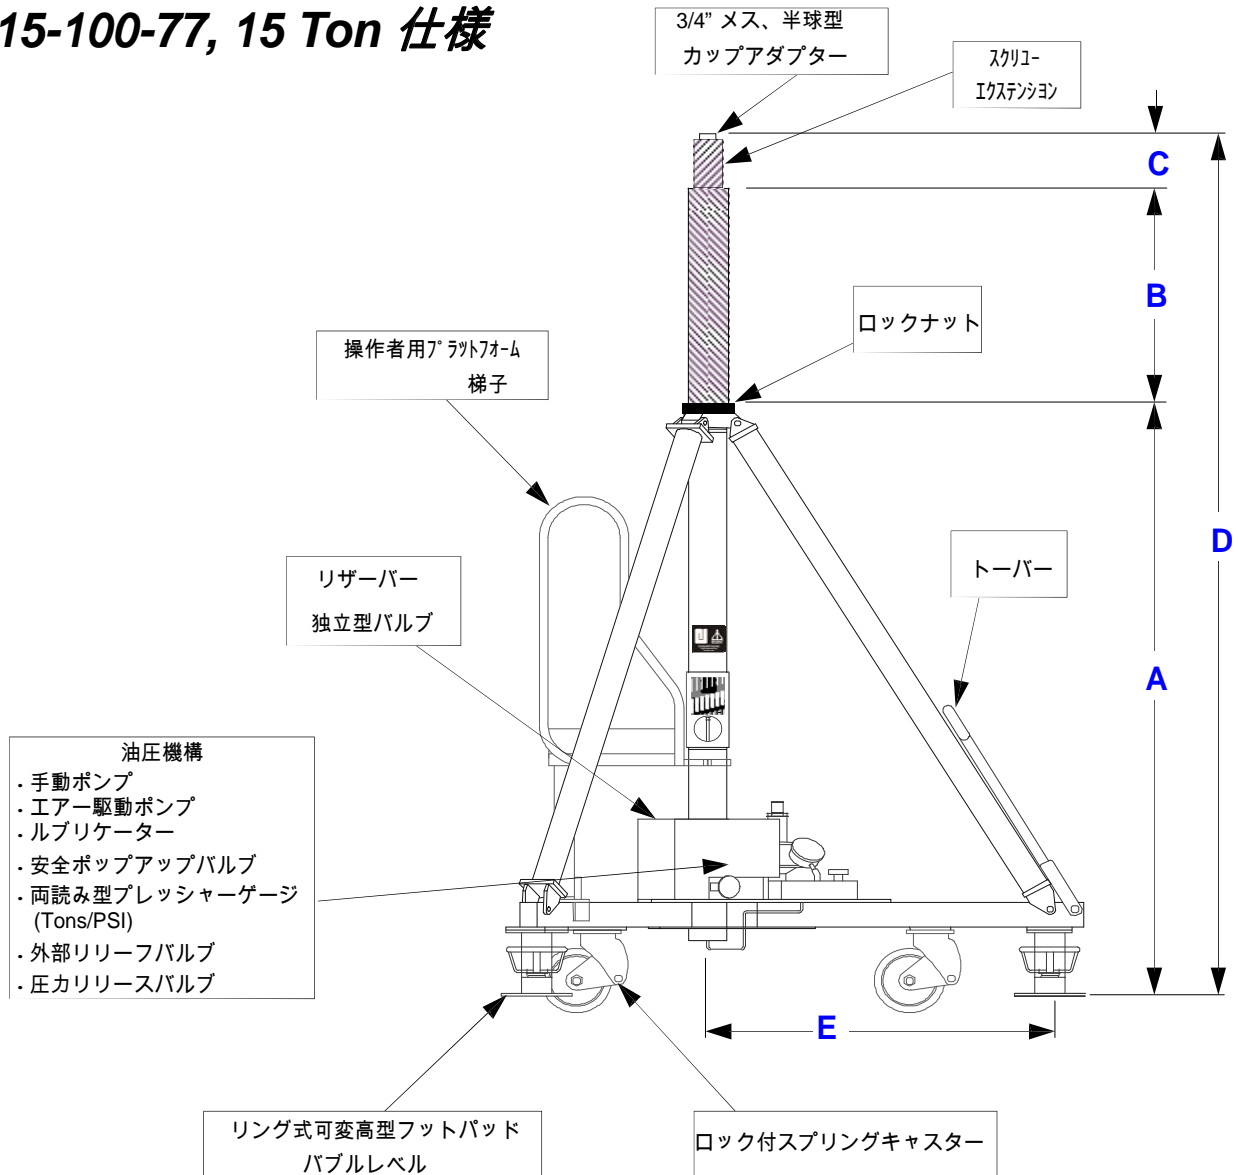 15-100-77, 15 Ton 仕様
3/4” メス、半球型
カップアダプター
ｽｸﾘｭｰ
ｴｸｽﾃﾝｼｮﾝ
C
B
ロックナット
操作者用ﾌﾟﾗｯﾄﾌｫｰﾑ
梯子
D
リザーバー
独立型バルブ
トーバー
A
油圧機構
・手動ポンプ
・エアー駆動ポンプ
・ルブリケーター
・安全ポップアップバルブ
・両読み型プレッシャーゲージ
(Tons/PSI)
・外部リリーフバルブ
・圧カリリースバルブ
E
リング式可変高型フットパッド
バブルレベル
ロック付スプリングキャスター